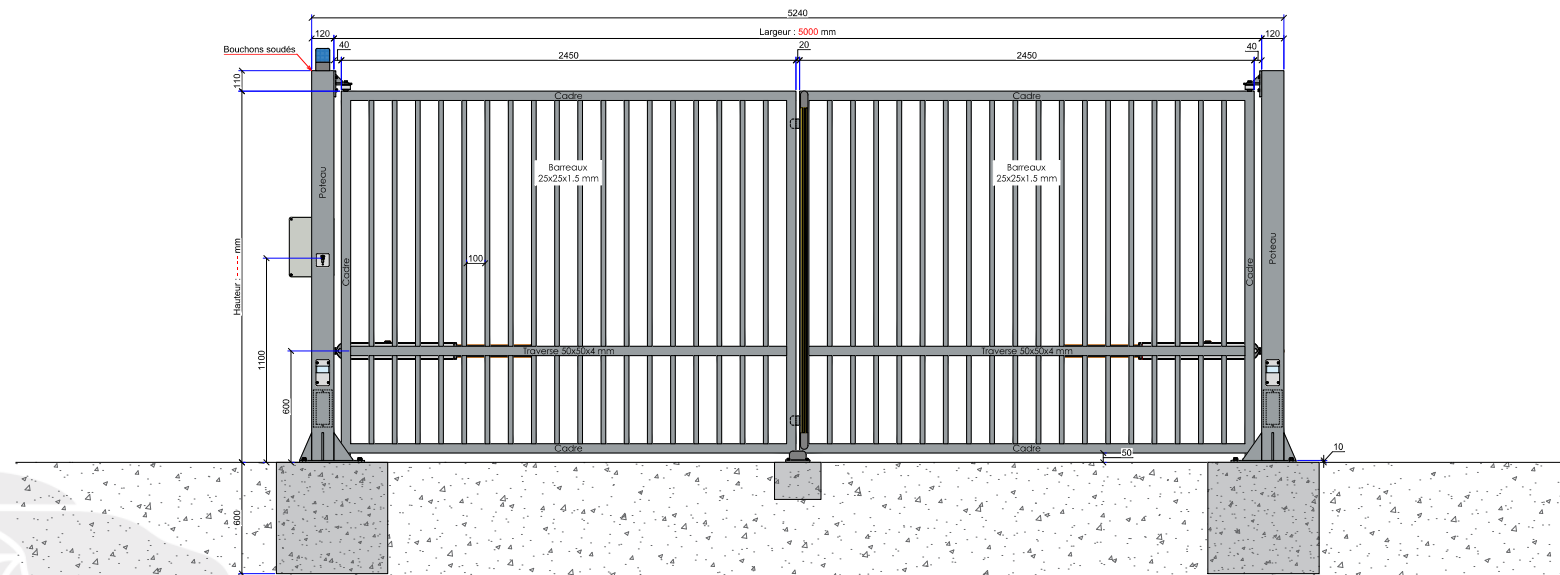 5240
120
Largeur : 5000 mm
120
Bouchons soudés
40
2450
20
2450
40
110
Cadre
Cadre
Poteau
Barreaux
25x25x1.5 mm
Barreaux
25x25x1.5 mm
Hauteur : - - - - mm
Cadre
100
Cadre
Poteau
1100
Traverse 50x50x4 mm
Traverse 50x50x4 mm
600
Cadre
Cadre
50
10
600